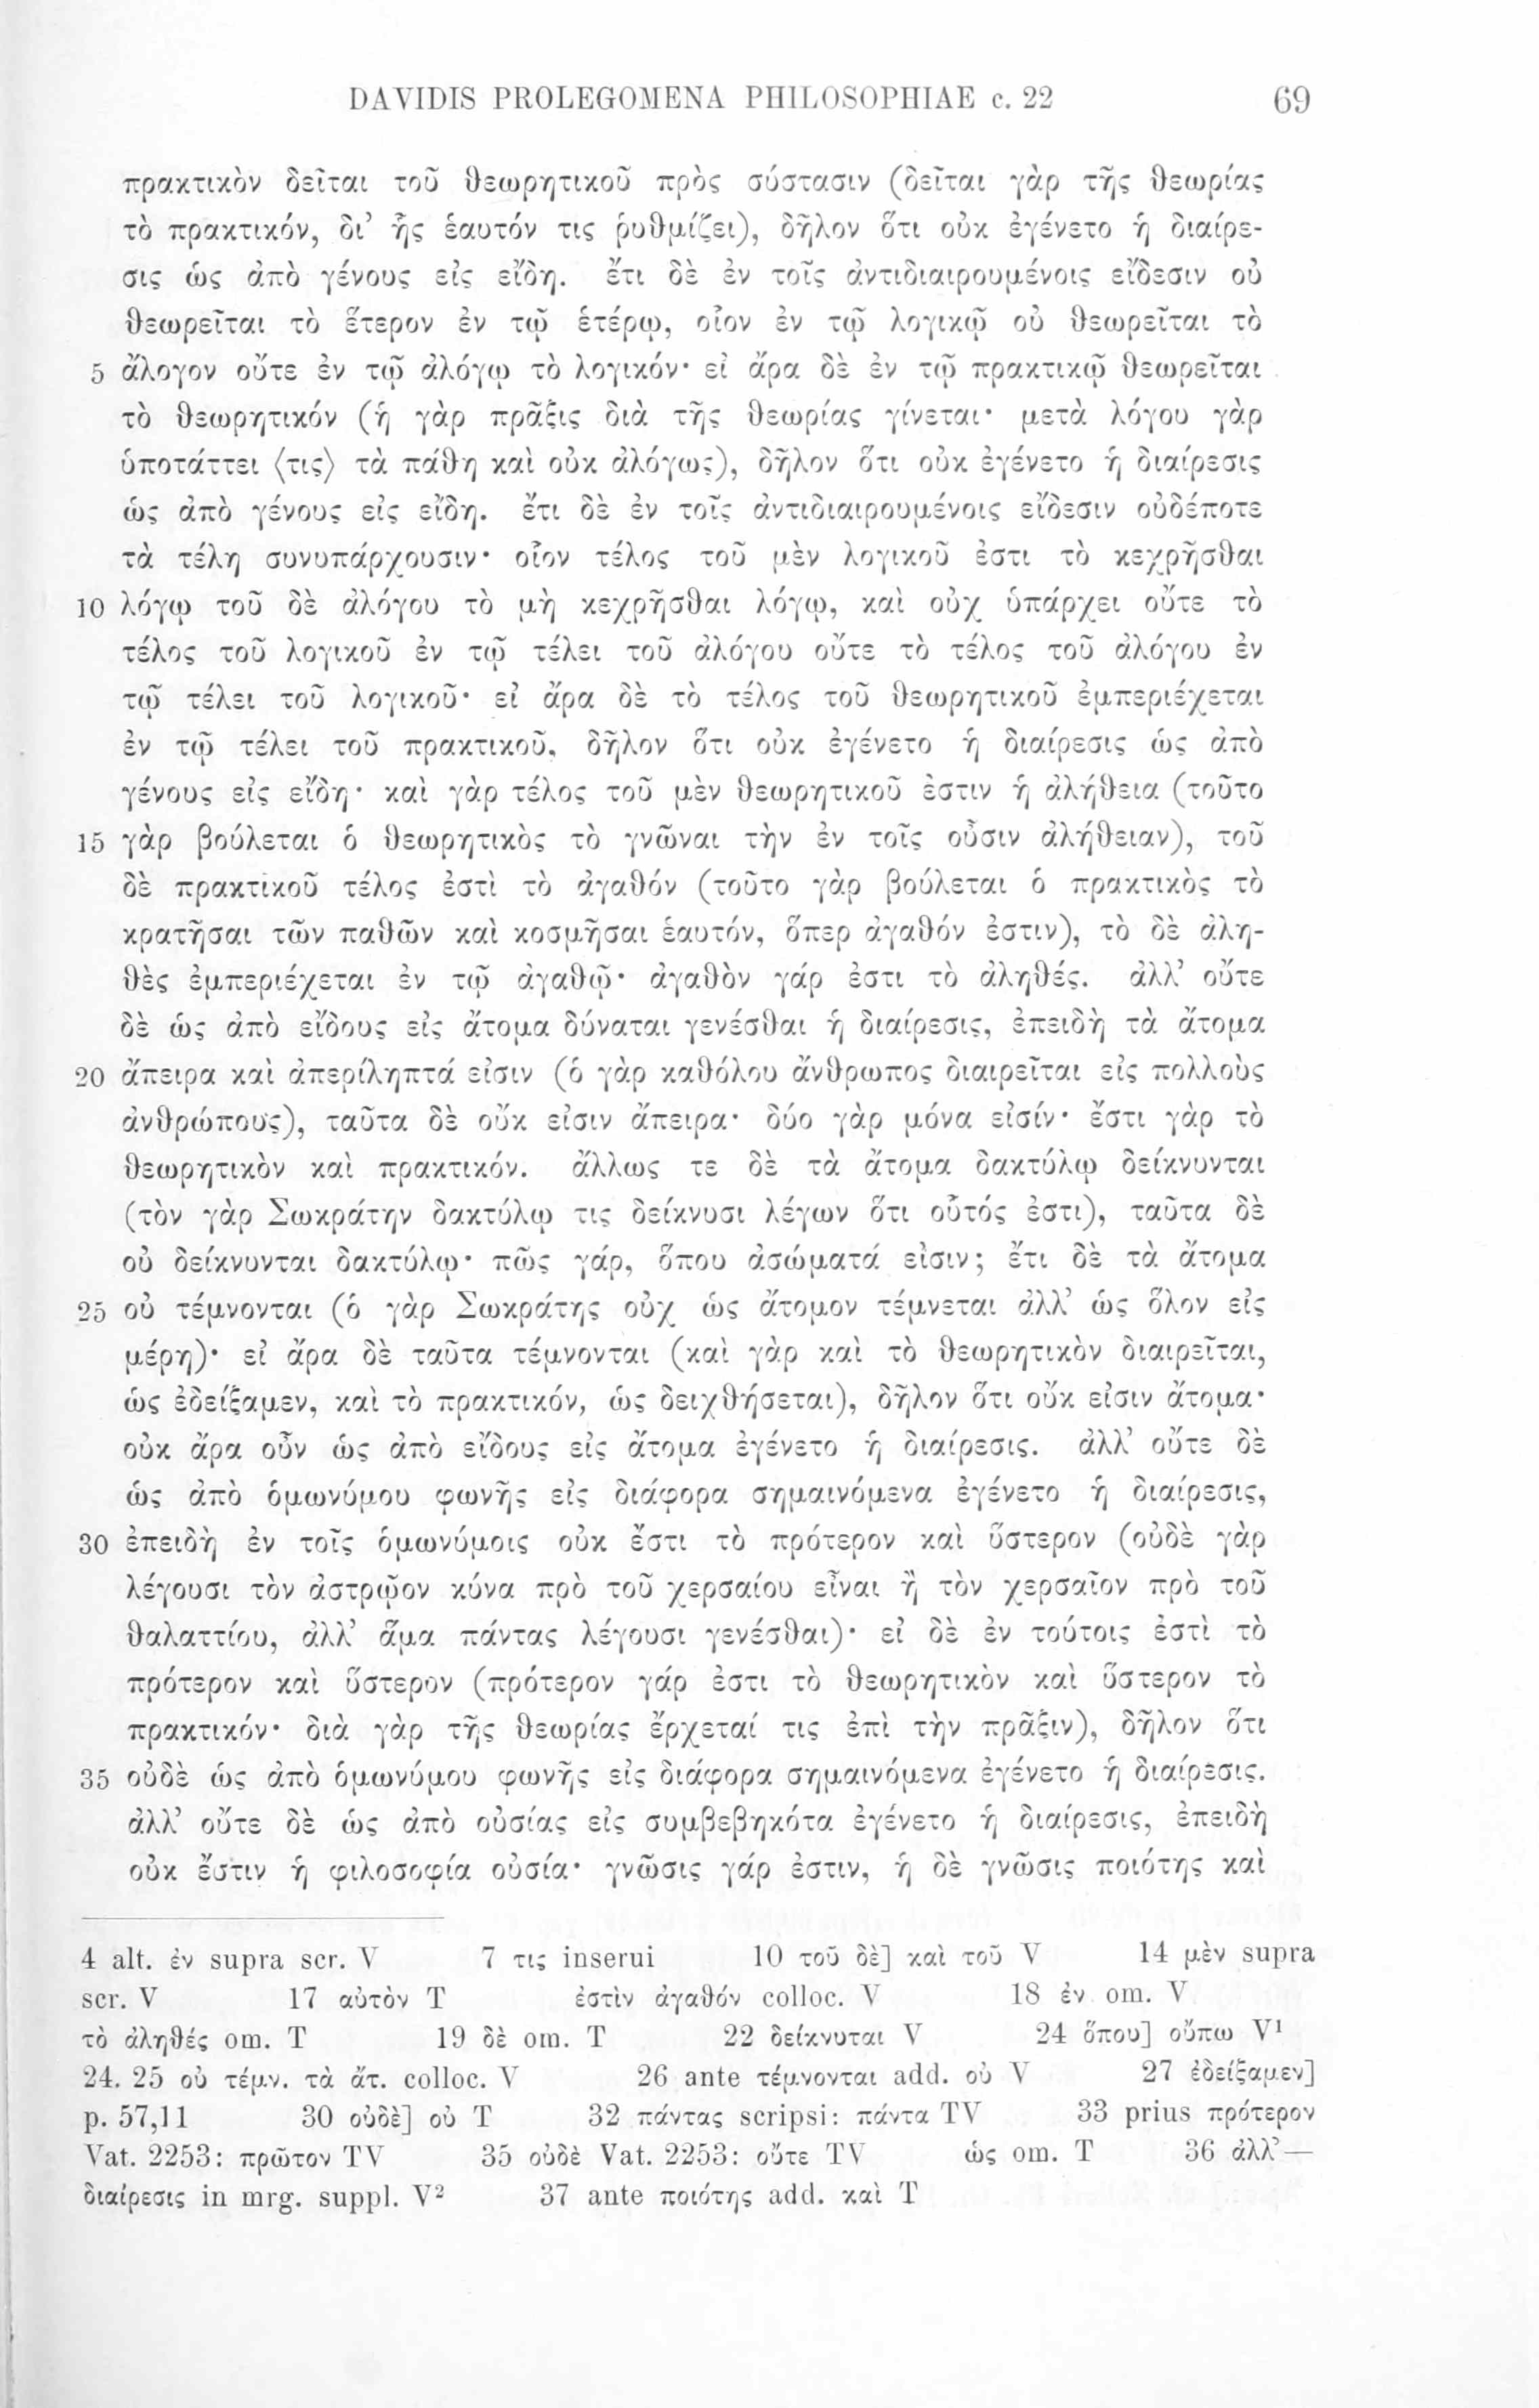 DAVIDIS PROLEGOMENA PHILOSOPHIAE c. 22 69
πρακτικὸν δεῖται τοῦ θεωρητικοῦ πρὸς σύστασιν (δεῖται γὰρ τῆς θεωρίας
τὸ πρακτικόν, δι’ ἧς ἑαυτόν τις ῥυθμίζει), δῆλον ὅτι οὐκ ἐγένετο ἡ διαίρε-
σις ὡς ἀπὸ γένους εἰς εἴδη. ἔτι δὲ ἐν τοῖς ἀντιδιαιρουμένοις εἴδεσιν οὐ
θεωρεῖται τὸ ἕτερον ἐν τῷ ἑτέρῳ, οἷον ἐν τῷ λογικῷ οὐ θεωρεῖται τὸ
5 ἄλογον οὔτε ἐν τῷ ἀλόγῳ τὸ λογικόν· εἰ ἄρα δὲ ἐν τῷ πρακτικῷ θεωρεῖται
τὸ θεωρητικόν (ἡ γὰρ πρᾶξις διὰ τῆς θεωρίας γίνεται· μετὰ λόγου γὰρ
ὑποτάττει ⟨τις⟩ τὰ πάθη καὶ οὐκ ἀλόγως), δῆλον ὅτι οὐκ ἐγένετο ἡ διαίρεσις
ὡς ἀπὸ γένους εἰς εἴδη. ἔτι δὲ ἐν τοῖς ἀντιδιαιρουμένοις εἴδεσιν οὐδέποτε
τὰ τέλη συνυπάρχουσιν· οἷον τέλος τοῦ μὲν λογικοῦ ἐστι τὸ κεχρῆσθαι
10 λόγῳ τοῦ δὲ ἀλόγου τὸ μὴ κεχρῆσθαι λόγῳ, καὶ οὐχ ὑπάρχει οὔτε τὸ
τέλος τοῦ λογικοῦ ἐν τῷ τέλει τοῦ ἀλόγου οὔτε τὸ τέλος τοῦ ἀλόγου ἐν
τῷ τέλει τοῦ λογικοῦ· εἰ ἄρα δὲ τὸ τέλος τοῦ θεωρητικοῦ ἐμπεριέχεται
ἐν τῷ τέλει τοῦ πρακτικοῦ, δῆλον ὅτι οὐκ ἐγένετο ἡ διαίρεσις ὡς ἀπὸ
γένους εἰς εἴδη· καὶ γὰρ τέλος τοῦ μὲν θεωρητικοῦ ἐστιν ἡ ἀλήθεια (τοῦτο
15 γὰρ βούλεται ὁ θεωρητικὸς τὸ γνῶναι τὴν ἐν τοῖς οὖσιν ἀλήθειαν), τοῦ
δὲ πρακτικοῦ τέλος ἐστὶ τὸ ἀγαθόν (τοῦτο γὰρ βούλεται ὁ πρακτικὸς τὸ
κρατῆσαι τῶν παθῶν καὶ κοσμῆσαι ἑαυτόν, ὅπερ ἀγαθόν ἐστιν), τὸ δὲ ἀλη-
θὲς ἐμπεριέχεται ἐν τῷ ἀγαθῷ· ἀγαθὸν γάρ ἐστι τὸ ἀληθές. ἀλλ’ οὔτε
δὲ ὡς ἀπὸ εἴδους εἰς ἄτομα δύναται γενέσθαι ἡ διαίρεσις, ἐπειδὴ τὰ ἄτομα
20 ἄπειρα καὶ ἀπερίληπτά εἰσιν (ὁ γὰρ καθόλου ἄνθρωπος διαιρεῖται εἰς πολλοὺς
ἀνθρώπους), ταῦτα δὲ οὔκ εἰσιν ἄπειρα· δύο γὰρ μόνα εἰσίν· ἔστι γὰρ τὸ
θεωρητικὸν καὶ πρακτικόν. ἄλλως τε δὲ τὰ ἄτομα δακτύλῳ δείκνυνται
(τὸν γὰρ Σωκράτην δακτύλῳ τις δείκνυσι λέγων ὅτι οὗτός ἐστι), ταῦτα δὲ
οὐ δείκνυνται δακτύλῳ· πῶς γάρ, ὅπου ἀσώματά εἰσιν; ἔτι δὲ τὰ ἄτομα
25 οὐ τέμνονται (ὁ γὰρ Σωκράτης οὐχ ὡς ἄτομον τέμνεται ἀλλ’ ὡς ὅλον εἰς
μέρη)· εἰ ἄρα δὲ ταῦτα τέμνονται (καὶ γὰρ καὶ τὸ θεωρητικὸν διαιρεῖται,
ὡς ἐδείξαμεν, καὶ τὸ πρακτικόν, ὡς δειχθήσεται), δῆλον ὅτι οὔκ εἰσιν ἄτομα·
οὐκ ἄρα οὖν ὡς ἀπὸ εἴδους εἰς ἄτομα ἐγένετο ἡ διαίρεσις. ἀλλ’ οὔτε δὲ
ὡς ἀπὸ ὁμωνύμου φωνῆς εἰς διάφορα σημαινόμενα ἐγένετο ἡ διαίρεσις,
30 ἐπειδὴ ἐν τοῖς ὁμωνύμοις οὐκ ἔστι τὸ πρότερον καὶ ὕστερον (οὐδὲ γὰρ
λέγουσι τὸν ἀστρῷον κύνα πρὸ τοῦ χερσαίου εἶναι ἢ τὸν χερσαῖον πρὸ τοῦ
θαλαττίου, ἀλλ’ ἅμα πάντας λέγουσι γενέσθαι)· εἰ δὲ ἐν τούτοις ἐστὶ τὸ
πρότερον καὶ ὕστερον (πρότερον γάρ ἐστι τὸ θεωρητικὸν καὶ ὕστερον τὸ
πρακτικόν· διὰ γὰρ τῆς θεωρίας ἔρχεταί τις ἐπὶ τὴν πρᾶξιν), δῆλον ὅτι
35 οὐδὲ ὡς ἀπὸ ὁμωνύμου φωνῆς εἰς διάφορα σημαινόμενα ἐγένετο ἡ διαίρεσις.
ἀλλ’ οὔτε δὲ ὡς ἀπὸ οὐσίας εἰς συμβεβηκότα ἐγένετο ἡ διαίρεσις, ἐπειδὴ
οὐκ ἔστιν ἡ φιλοσοφία οὐσία· γνῶσις γάρ ἐστιν, ἡ δὲ γνῶσις ποιότης καὶ
4 alt. ἐν supra scr. V 7 τις inserui 10 τοῦ δὲ] καὶ τοῦ V 14 μὲν supra
scr. V 17 αὑτὸν T ἐστὶν ἀγαθόν colloc. V 18 ἐν om. V
τὸ ἀληθές om. T 19 δὲ om. T 22 δείκνυται V 24 ὅπου] οὔπω V¹
24. 25 οὐ τέμν. τὰ ἄτ. colloc. V 26 ante τέμνονται add. οὐ V 27 ἐδείξαμεν]
p. 57,11 30 οὐδὲ] οὐ T 32 πάντας scripsi: πάντα TV 33 prius πρότερον
Vat. 2253: πρῶτον TV 35 οὐδὲ Vat. 2253: οὔτε TV ὡς om. T 36 ἀλλ’—
διαίρεσις in mrg. suppl. V² 37 ante ποιότης add. καὶ T